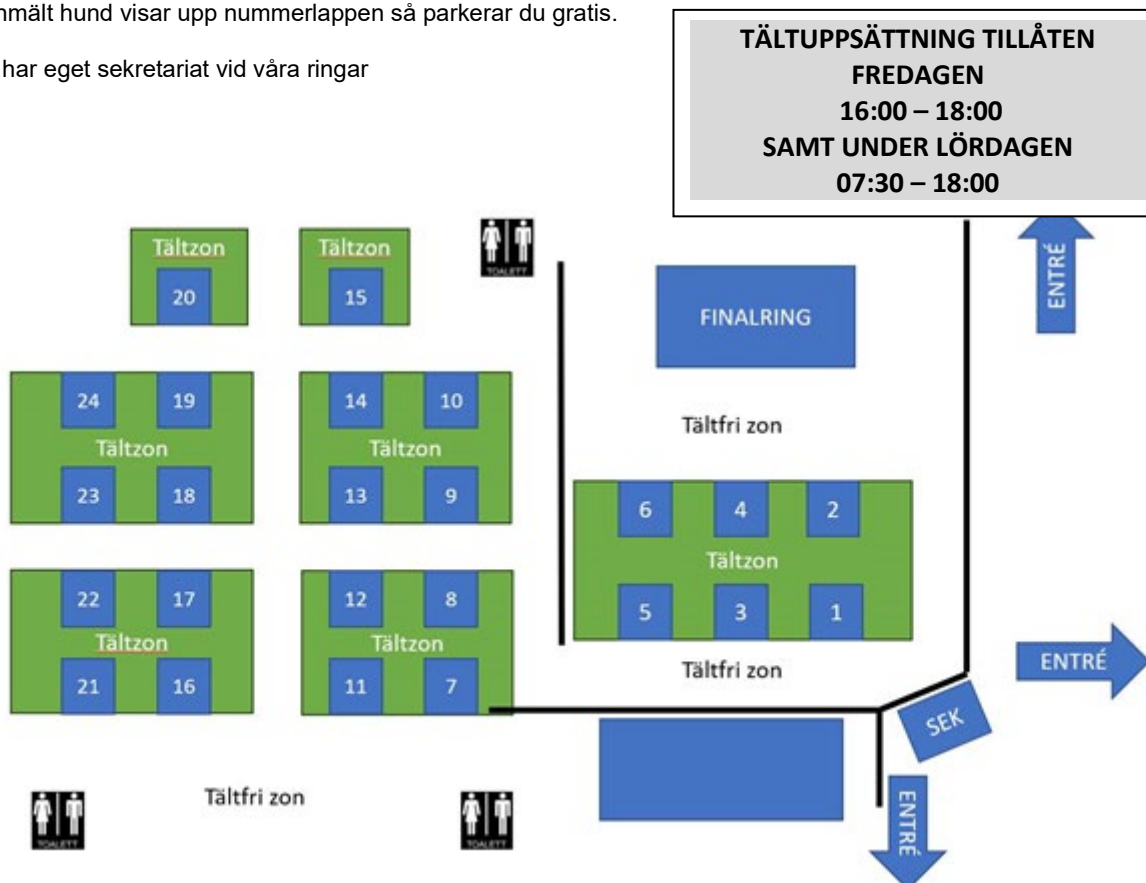 nmält hund visar upp nummerlappen så parkerar du gratis.
har eget sekretariat vid våra ringar
TÄLTUPPSÄTTNING TILLÅTEN
FREDAGEN
16:00 – 18:00
SAMT UNDER LÖRDAGEN
07:30 – 18:00
Tältzon
20
Tältzon
15
TOALETT
FINALRING
ENTRÉ
24 19
Tältzon
23 18
14 10
Tältzon
13 9
Tältfri zon
6 4 2
Tältzon
5 3 1
Tältfri zon
22 17
Tältzon
21 16
12 8
Tältzon
11 7
ENTRÉ
SEK
ENTRÉ
Tältfri zon
TOALETT
TOALETT